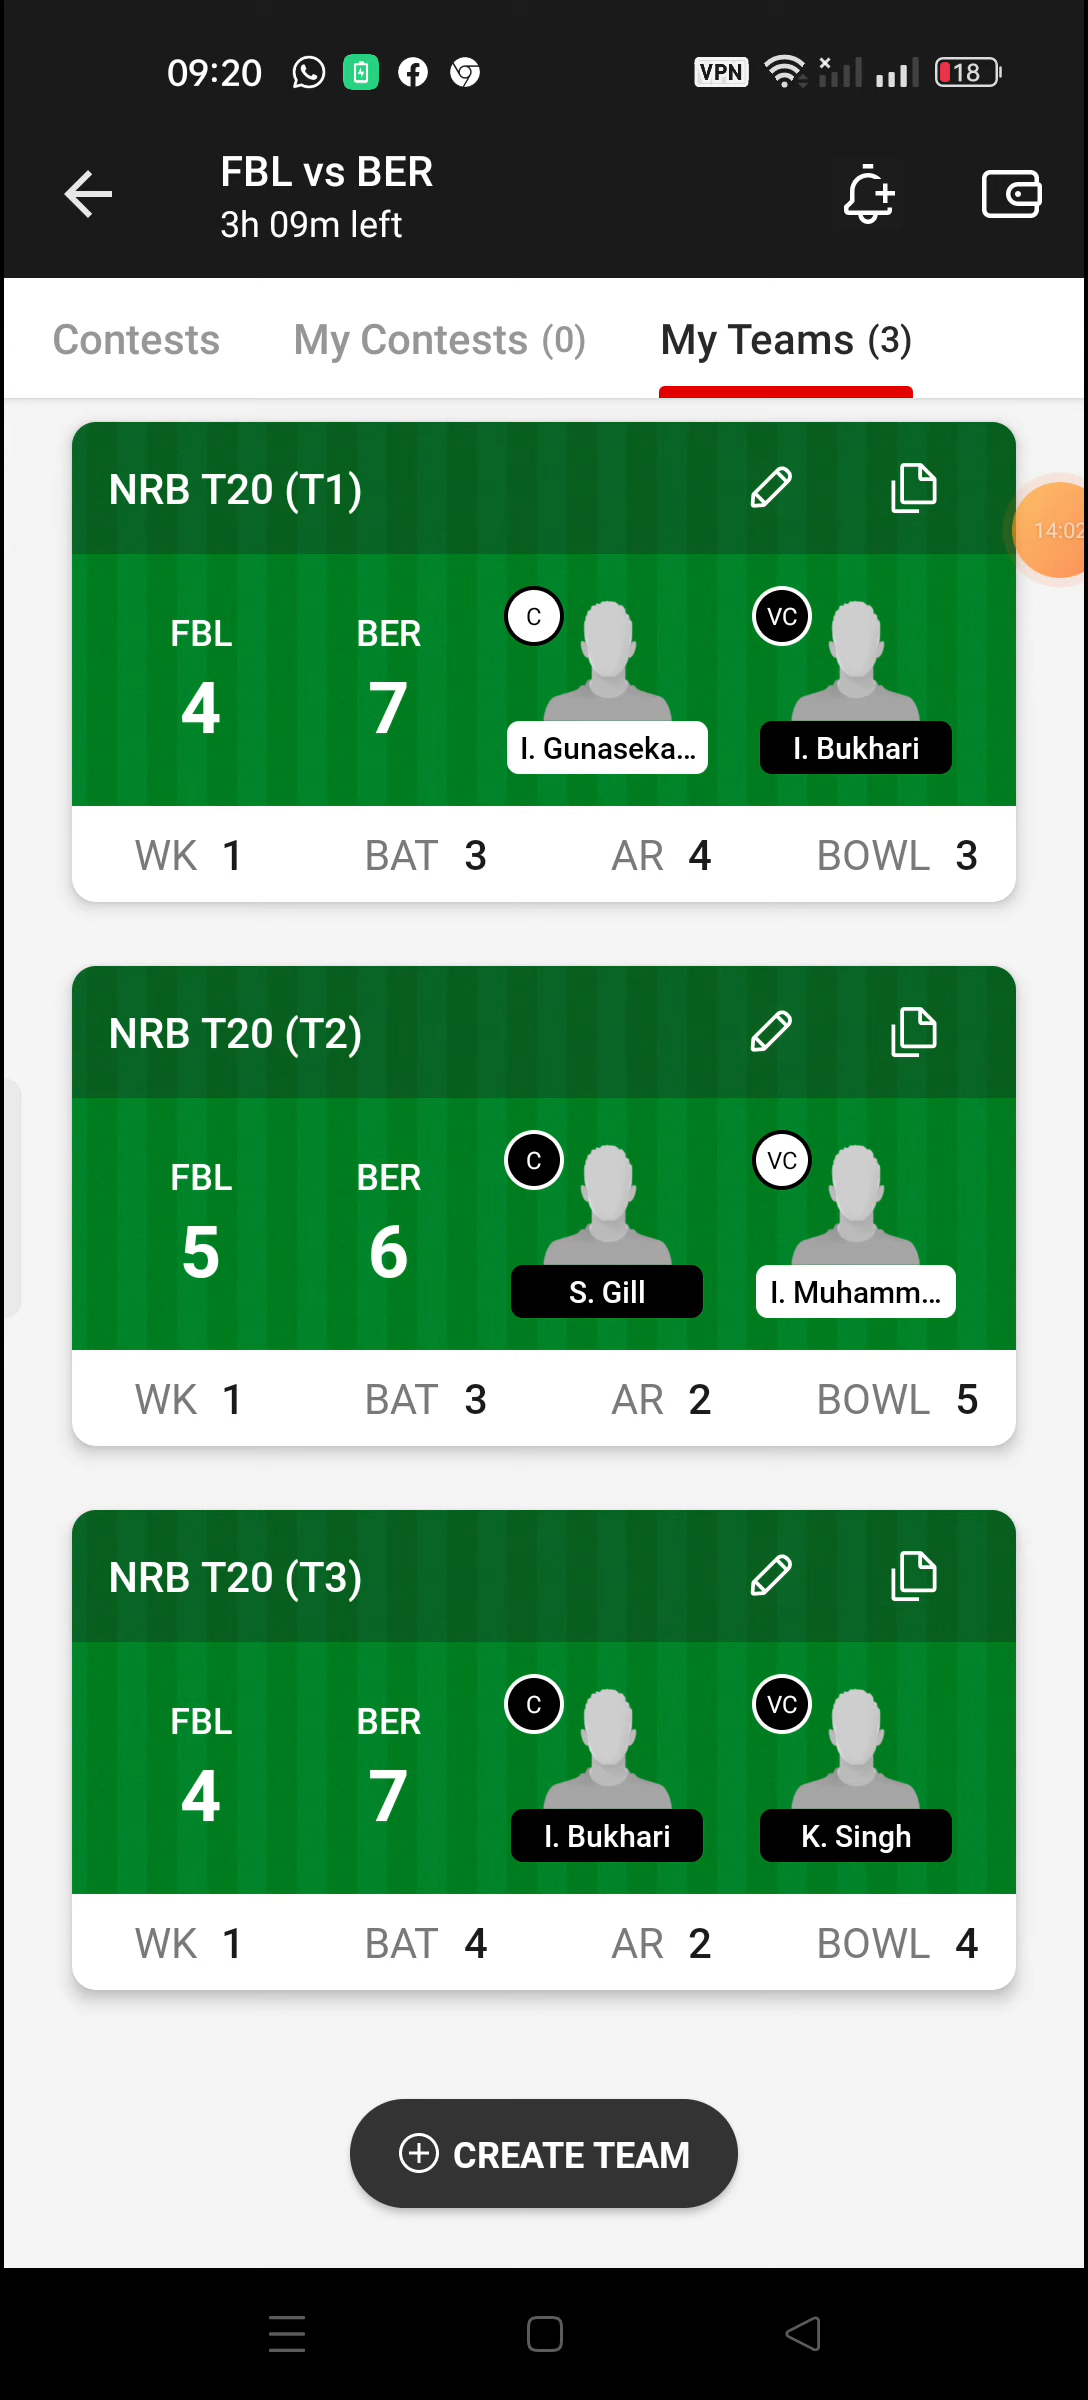 09:20 VPN 18
FBL vs BER
3h 09m left
Contests My Contests (0) My Teams (3)
NRB T20 (T1)
14:02
C VC
FBL BER
4 7
I. Gunaseka... I. Bukhari
WK 1 BAT 3 AR 4 BOWL 3
NRB T20 (T2)
C VC
FBL BER
5 6
S. Gill I. Muhamm...
WK 1 BAT 3 AR 2 BOWL 5
NRB T20 (T3)
C VC
FBL BER
4 7
I. Bukhari K. Singh
WK 1 BAT 4 AR 2 BOWL 4
CREATE TEAM